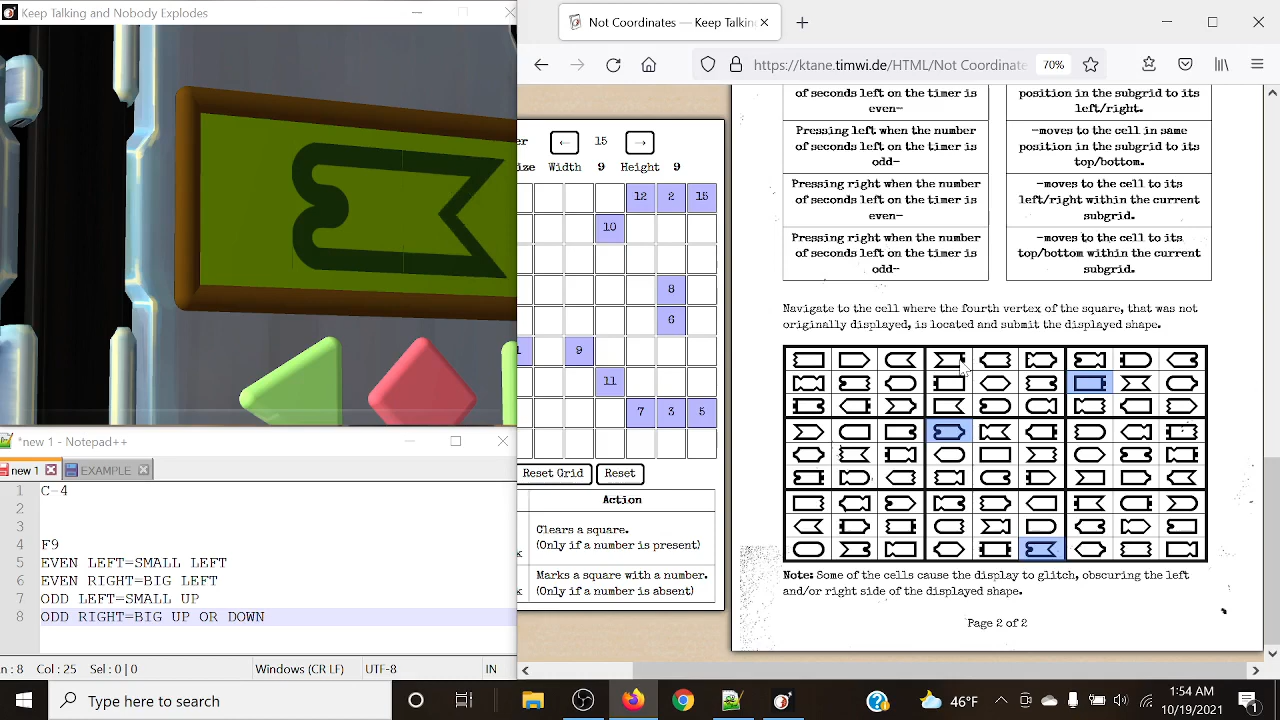 Keep Talking and Nobody Explodes
Not Coordinates — Keep Talkin
https://ktane.timwi.de/HTML/Not Coordinate
70%
15
Width 9 Height 9
12 2 15
10
8
6
9
11
7 3 5
Reset Grid Reset
Action
Clears a square.
(Only if a number is present)
Marks a square with a number.
(Only if a number is absent)
of seconds left on the timer is
even–
position in the subgrid to its
left/right.
Pressing left when the number
of seconds left on the timer is
odd–
–moves to the cell in same
position in the subgrid to its
top/bottom.
Pressing right when the number
of seconds left on the timer is
even–
–moves to the cell to its
left/right within the current
subgrid.
Pressing right when the number
of seconds left on the timer is
odd–
–moves to the cell to its
top/bottom within the current
subgrid.
Navigate to the cell where the fourth vertex of the square, that was not
originally displayed, is located and submit the displayed shape.
Note: Some of the cells cause the display to glitch, obscuring the left
and/or right side of the displayed shape.
Page 2 of 2
*new 1 - Notepad++
new 1 EXAMPLE
1 C-4
2
3
4 F9
5 EVEN LEFT=SMALL LEFT
6 EVEN RIGHT=BIG LEFT
7 ODD LEFT=SMALL UP
8 ODD RIGHT=BIG UP OR DOWN
n : 8 Col : 25 Sel : 0 | 0 Windows (CR LF) UTF-8 IN
Type here to search
46°F
1:54 AM
10/19/2021